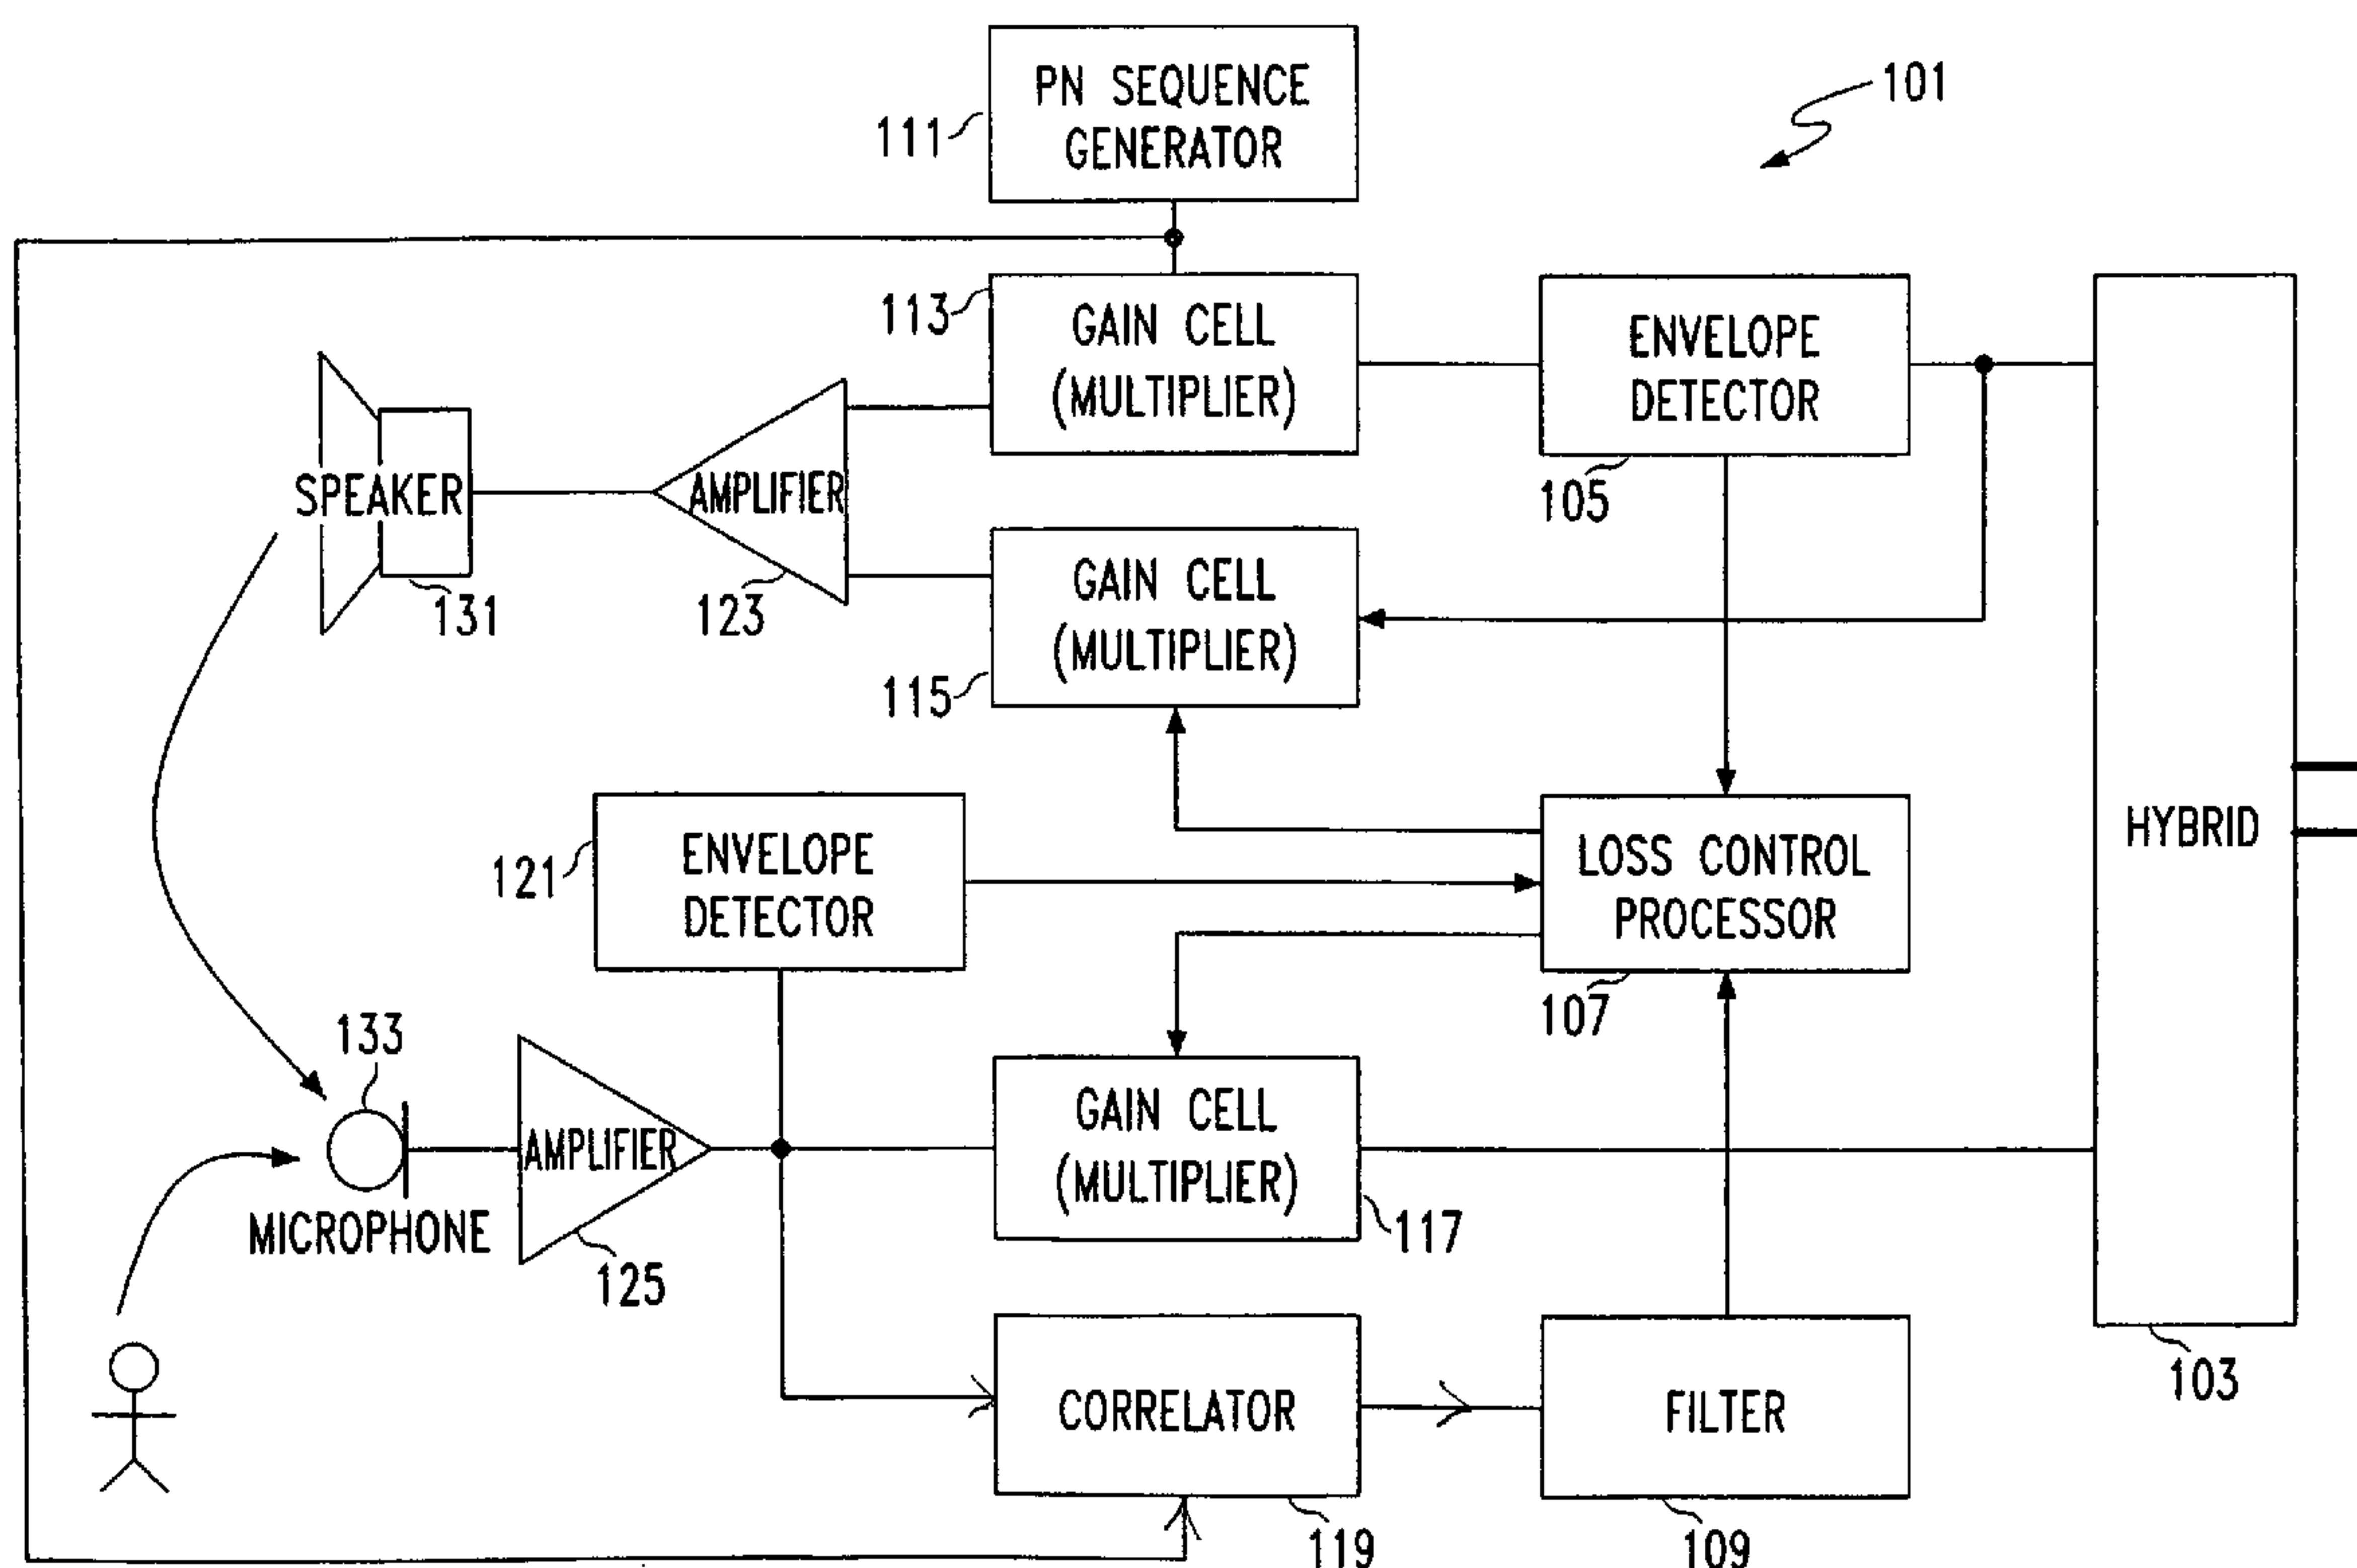 PN SEQUENCE
GENERATOR
111
101
113
GAIN CELL
(MULTIPLIER)
ENVELOPE
DETECTOR
105
SPEAKER
131
AMPLIFIER
123
GAIN CELL
(MULTIPLIER)
115
121
ENVELOPE
DETECTOR
LOSS CONTROL
PROCESSOR
107
HYBRID
103
133
MICROPHONE
AMPLIFIER
125
GAIN CELL
(MULTIPLIER)
117
CORRELATOR
119
FILTER
109